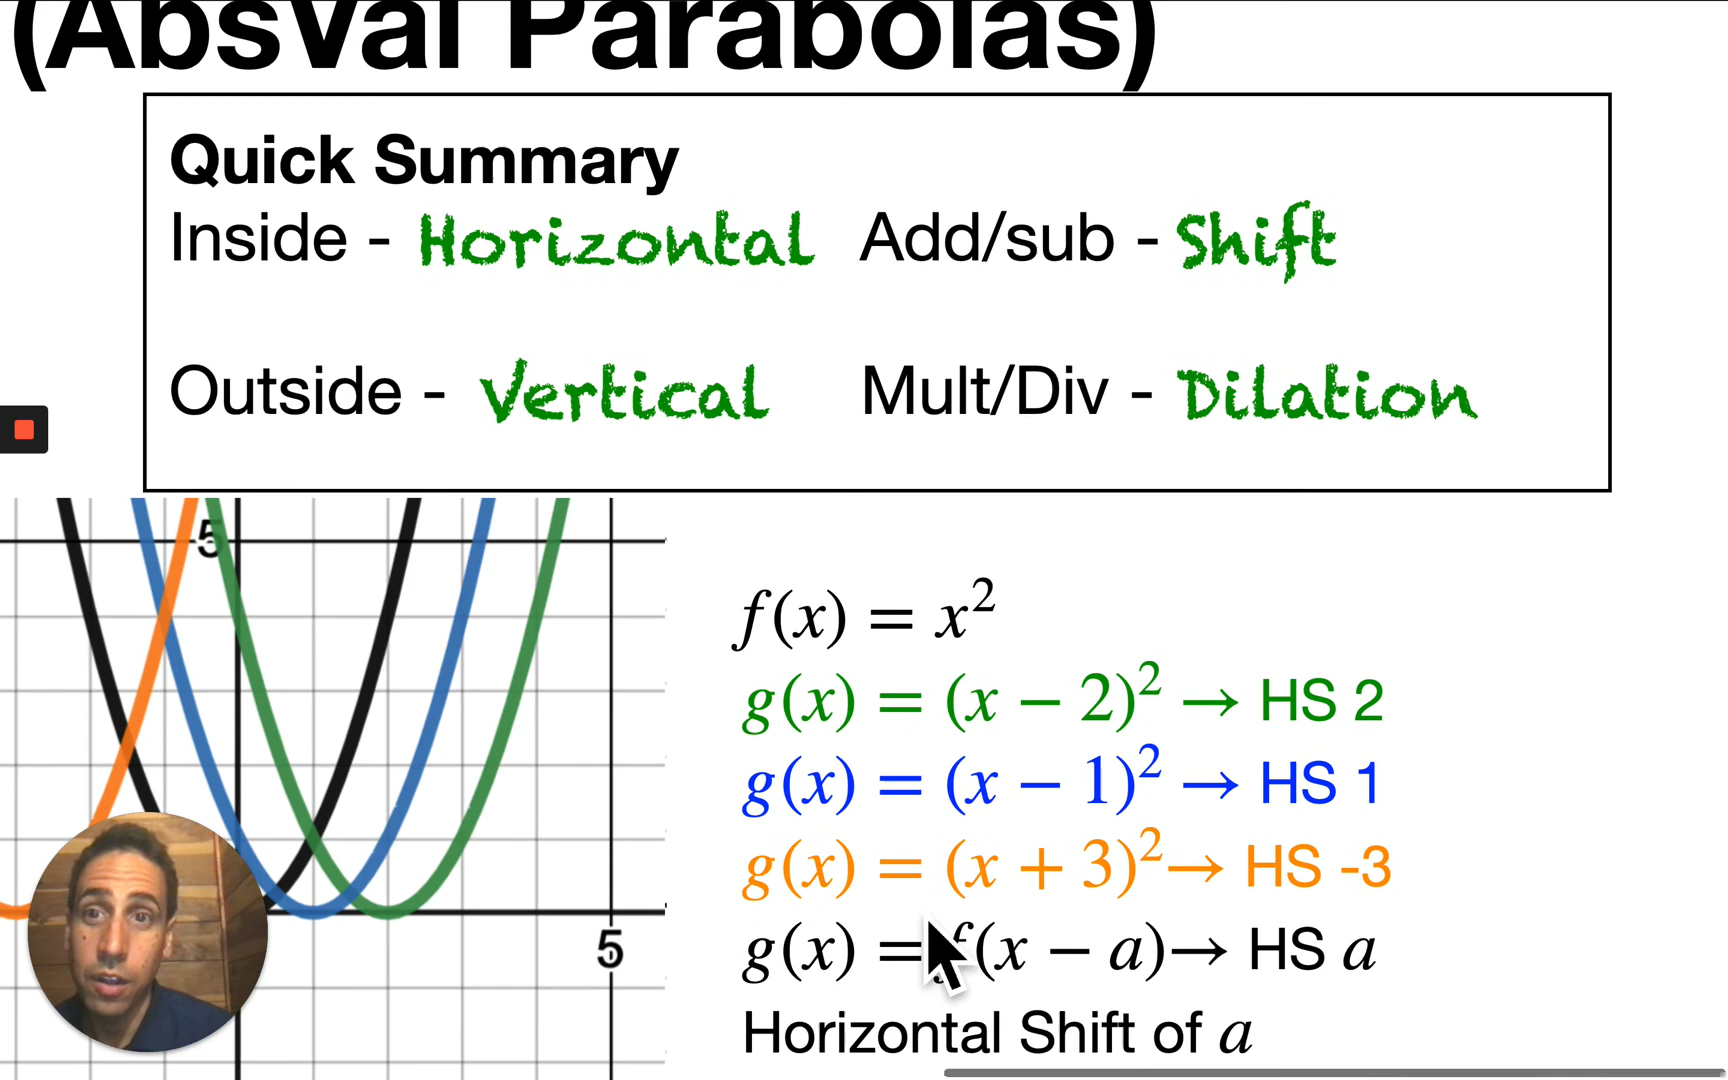 (AbsVal Parabolas)
Quick Summary
Inside - Horizontal Add/sub - Shift
Outside - Vertical Mult/Div - Dilation
5
5
f(x) = x²
g(x) = (x − 2)² → HS 2
g(x) = (x − 1)² → HS 1
g(x) = (x + 3)² → HS -3
g(x) = f(x − a) → HS a
Horizontal Shift of a